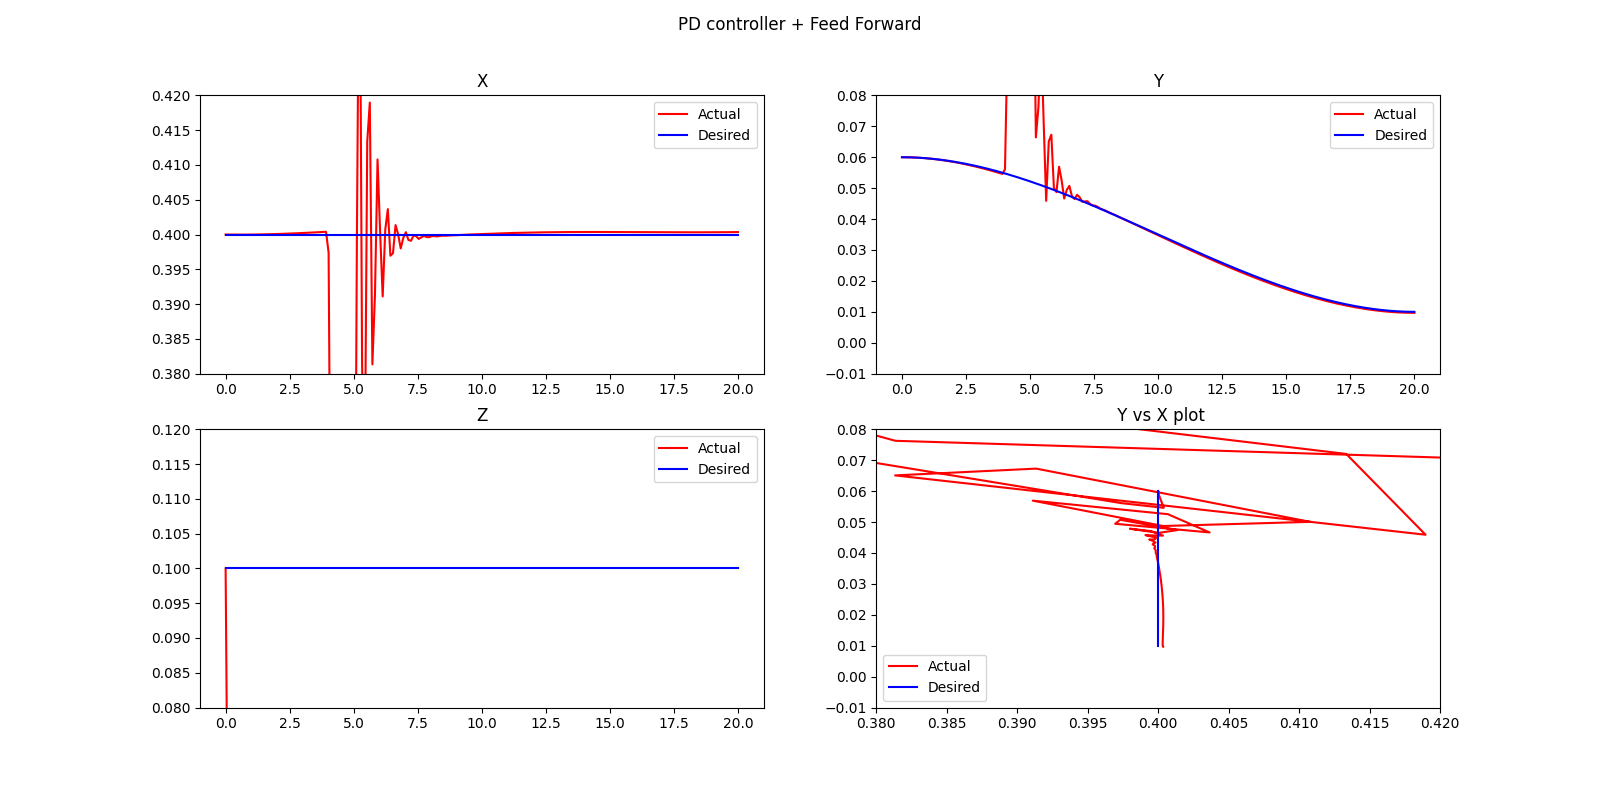 PD controller + Feed Forward
X
0.420
0.415
0.410
0.405
0.400
0.395
0.390
0.385
0.380
0.0 2.5 5.0 7.5 10.0 12.5 15.0 17.5 20.0
Actual
Desired
Y
0.08
0.07
0.06
0.05
0.04
0.03
0.02
0.01
0.00
−0.01
0.0 2.5 5.0 7.5 10.0 12.5 15.0 17.5 20.0
Actual
Desired
Z
0.120
0.115
0.110
0.105
0.100
0.095
0.090
0.085
0.080
0.0 2.5 5.0 7.5 10.0 12.5 15.0 17.5 20.0
Actual
Desired
Y vs X plot
0.08
0.07
0.06
0.05
0.04
0.03
0.02
0.01
0.00
−0.01
0.380 0.385 0.390 0.395 0.400 0.405 0.410 0.415 0.420
Actual
Desired